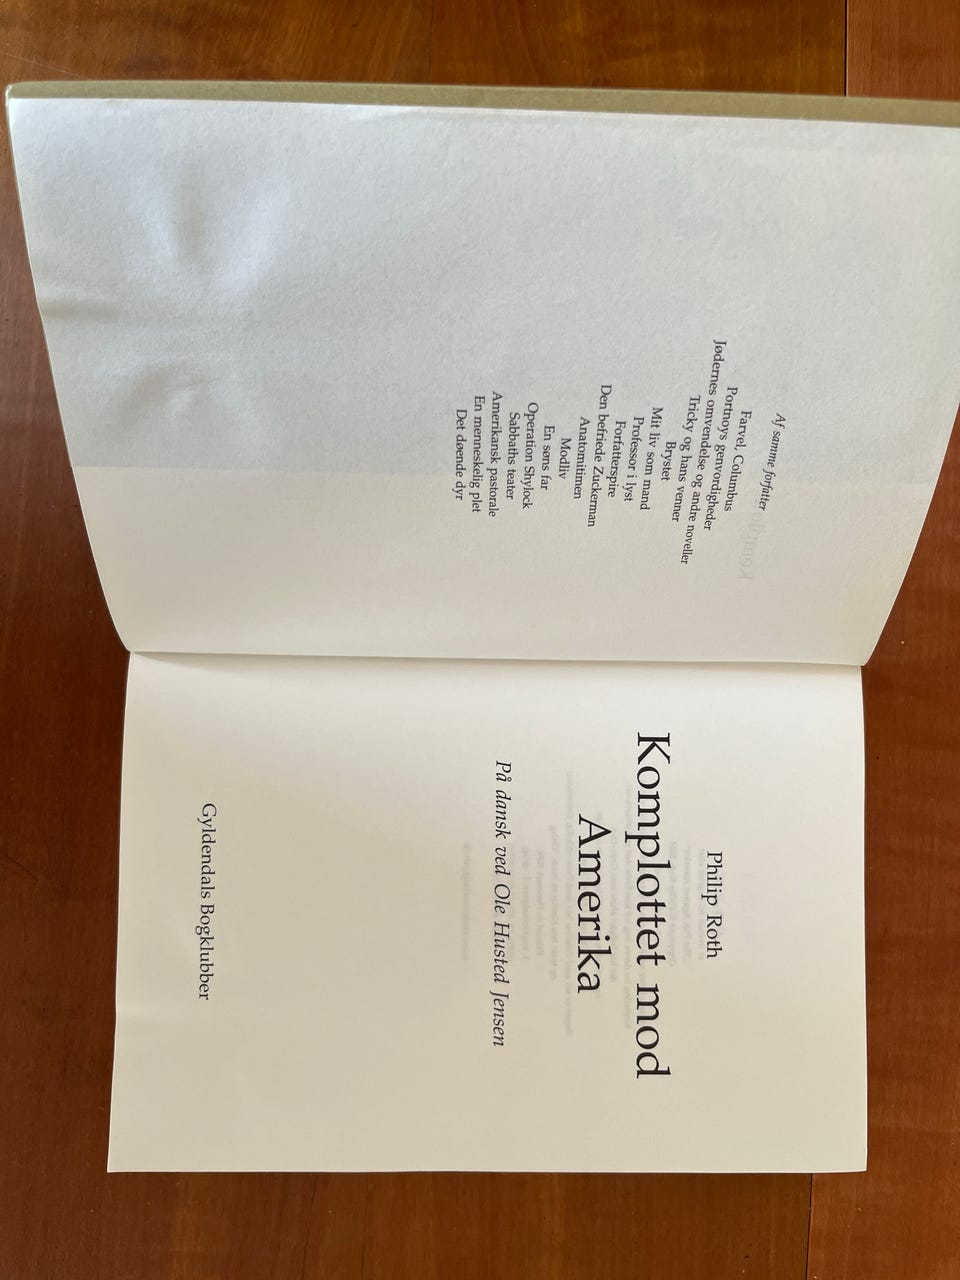 Af samme forfatter
Farvel, Columbus
Portnoys genvordigheder
Jødernes omvendelse og andre noveller
Tricky og hans venner
Brystet
Mit liv som mand
Professor i lyst
Forfatterspire
Den befriede Zuckerman
Anatomitimen
Modliv
En søns far
Operation Shylock
Sabbaths teater
Amerikansk pastorale
En menneskelig plet
Det døende dyr
Philip Roth
Komplottet mod
Amerika
På dansk ved Ole Husted Jensen
Gyldendals Bogklubber